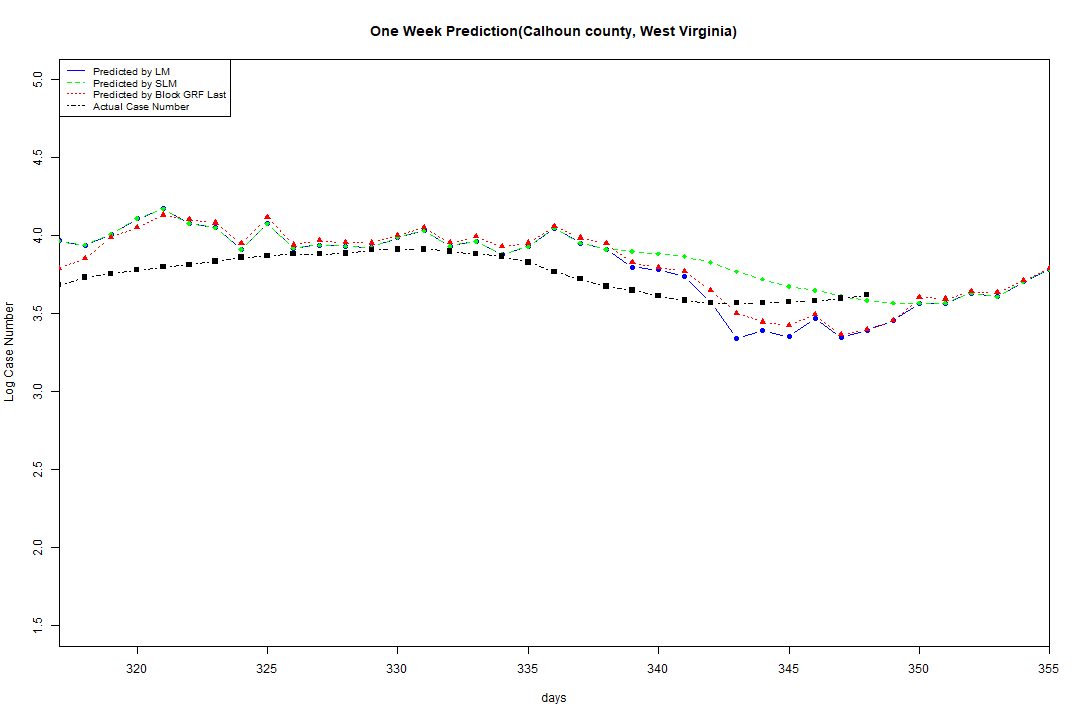 One Week Prediction(Calhoun county, West Virginia)
Predicted by LM
Predicted by SLM
Predicted by Block GRF Last
Actual Case Number
5.0
4.5
4.0
3.5
3.0
2.5
2.0
1.5
Log Case Number
320 325 330 335 340 345 350 355
days